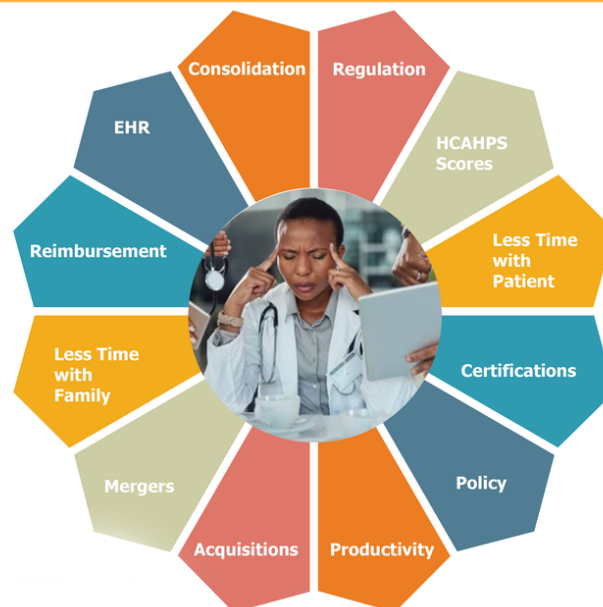 Consolidation
Regulation
EHR
HCAHPS
Scores
Reimbursement
Less Time
with
Patient
Less Time
with
Family
Certifications
Mergers
Policy
Acquisitions
Productivity